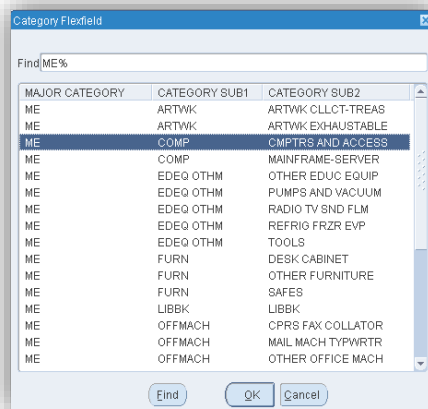 Category Flexfield
Find ME%
MAJOR CATEGORY CATEGORY SUB1 CATEGORY SUB2
ME ARTWK ARTWK CLLCT-TREAS
ME ARTWK ARTWK EXHAUSTABLE
ME COMP CMPTRS AND ACCESS
ME COMP MAINFRAME-SERVER
ME EDEQ OTHM OTHER EDUC EQUIP
ME EDEQ OTHM PUMPS AND VACUUM
ME EDEQ OTHM RADIO TV SND FLM
ME EDEQ OTHM REFRIG FRZR EVP
ME EDEQ OTHM TOOLS
ME FURN DESK CABINET
ME FURN OTHER FURNITURE
ME FURN SAFES
ME LIBBK LIBBK
ME OFFMACH CPRS FAX COLLATOR
ME OFFMACH MAIL MACH TYPWRTR
ME OFFMACH OTHER OFFICE MACH
Find OK Cancel